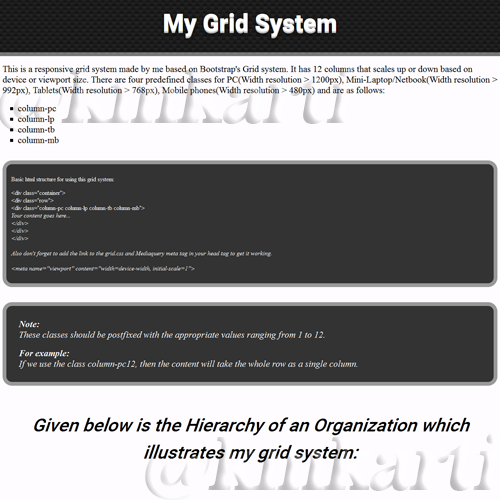 My Grid System
This is a responsive grid system made by me based on Bootstrap's Grid system. It has 12 columns that scales up or down based on
device or viewport size. There are four predefined classes for PC(Width resolution > 1200px), Mini-Laptop/Netbook(Width resolution >
992px), Tablets(Width resolution > 768px), Mobile phones(Width resolution > 480px) and are as follows:
column-pc
column-lp
column-tb
column-mb
@kinkarti
Basic html structure for using this grid system:
<div class="container">
<div class="row">
<div class="column-pc column-lp column-tb column-mb">
Your content goes here...
</div>
</div>
</div>
Also don't forget to add the link to the grid.css and Mediaquery meta tag in your head tag to get it working.
<meta name="viewport" content="width=device-width, initial-scale=1">
Note:
These classes should be postfixed with the appropriate values ranging from 1 to 12.
For example:
If we use the class column-pc12, then the content will take the whole row as a single column.
Given below is the Hierarchy of an Organization which
illustrates my grid system:
@kinkarti